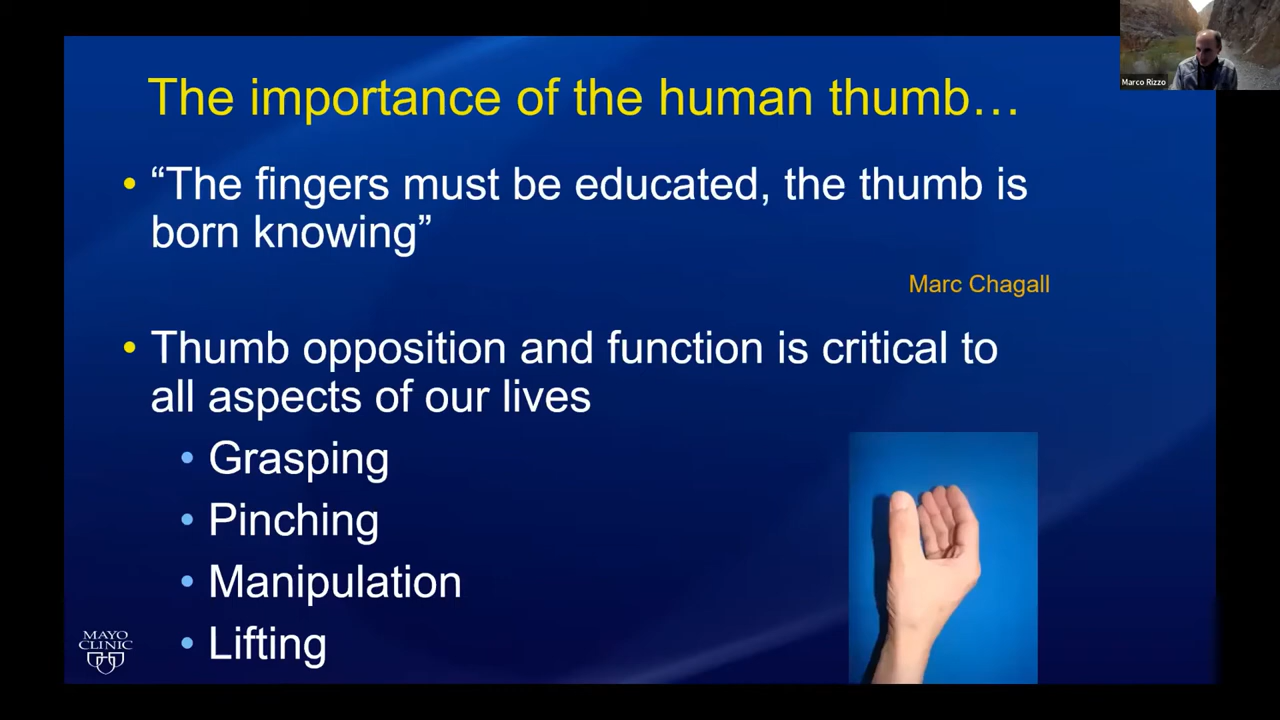 Marco Rizzo
The importance of the human thumb…
• “The fingers must be educated, the thumb is
born knowing”
Marc Chagall
• Thumb opposition and function is critical to
all aspects of our lives
• Grasping
• Pinching
• Manipulation
• Lifting
MAYO
CLINIC